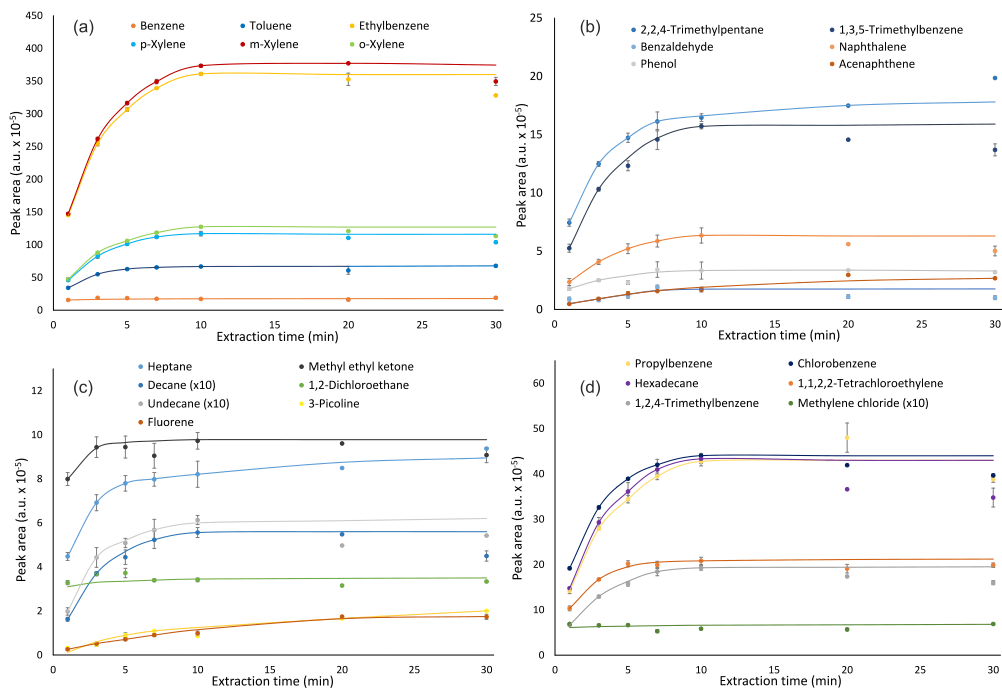 (a)
Benzene Toluene Ethylbenzene
p-Xylene m-Xylene o-Xylene
Peak area (a.u. x 10⁻⁵)
450
400
350
300
250
200
150
100
50
0
0 5 10 15 20 25 30
Extraction time (min)
(b)
2,2,4-Trimethylpentane 1,3,5-Trimethylbenzene
Benzaldehyde Naphthalene
Phenol Acenaphthene
Peak area (a.u. x 10⁻⁵)
25
20
15
10
5
0
0 5 10 15 20 25 30
Extraction time (min)
(c)
Heptane Methyl ethyl ketone
Decane (x10) 1,2-Dichloroethane
Undecane (x10) 3-Picoline
Fluorene
Peak area (a.u. x 10⁻⁵)
12
10
8
6
4
2
0
0 5 10 15 20 25 30
Extraction time (min)
(d)
Propylbenzene Chlorobenzene
Hexadecane 1,1,2,2-Tetrachloroethylene
1,2,4-Trimethylbenzene Methylene chloride (x10)
Peak area (a.u. x 10⁻⁵)
60
50
40
30
20
10
0
0 5 10 15 20 25 30
Extraction time (min)